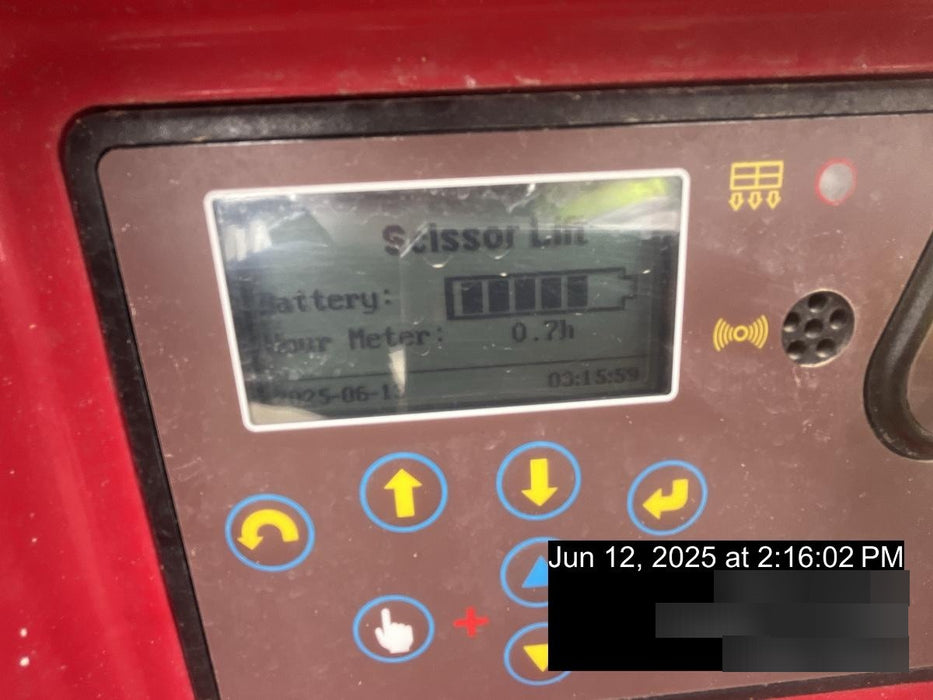 Scissor Lift
Battery:
Hour Meter: 0.7h
03:15:59
Jun 12, 2025 at 2:16:02 PM